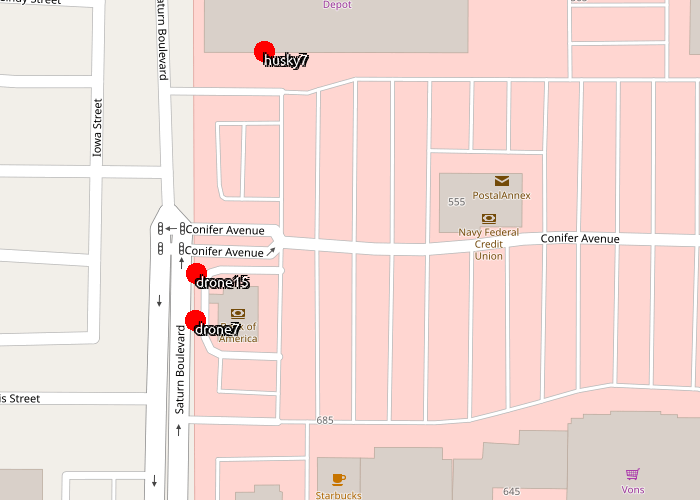 Depot
Saturn Boulevard
husky7
Iowa Street
PostalAnnex
555
Navy Federal
Credit
Union
Conifer Avenue
Conifer Avenue
Conifer Avenue
drone15
drone7
of
America
Saturn Boulevard
is Street
685
Starbucks
645
Vons